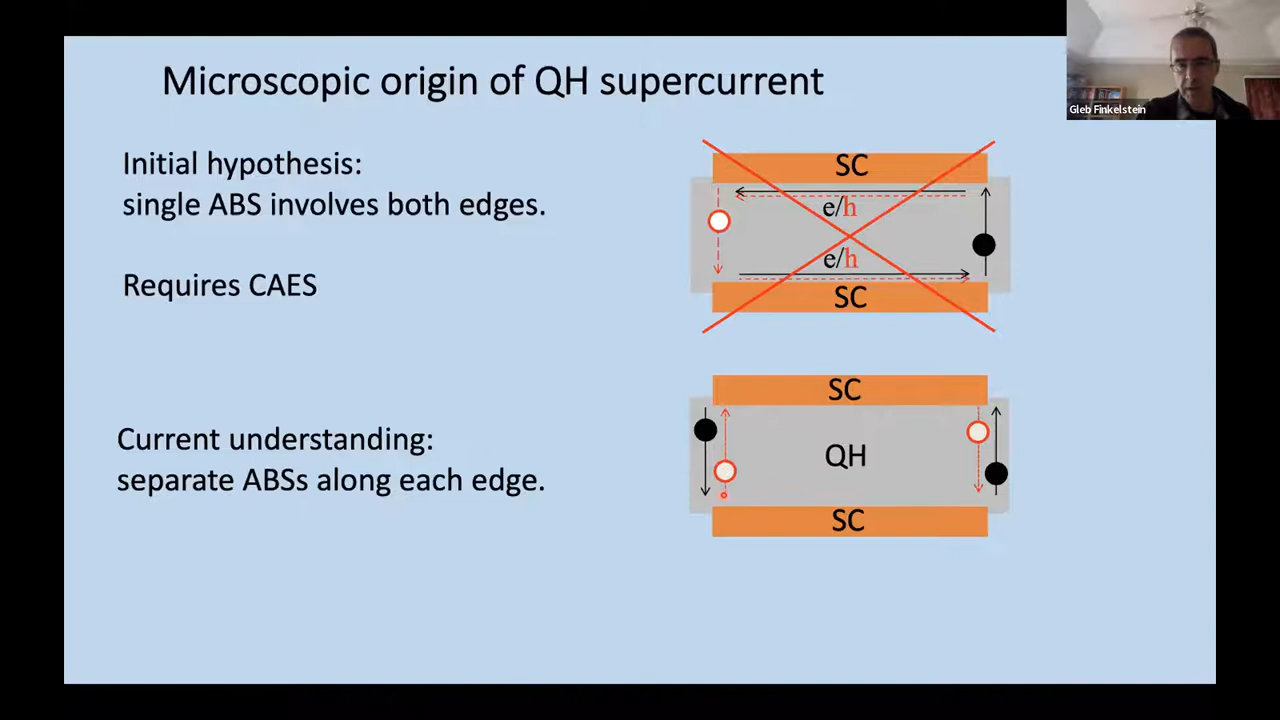 Microscopic origin of QH supercurrent
Gleb Finkelstein
Initial hypothesis:
single ABS involves both edges.
Requires CAES
SC
e/h
e/h
SC
Current understanding:
separate ABSs along each edge.
SC
QH
SC